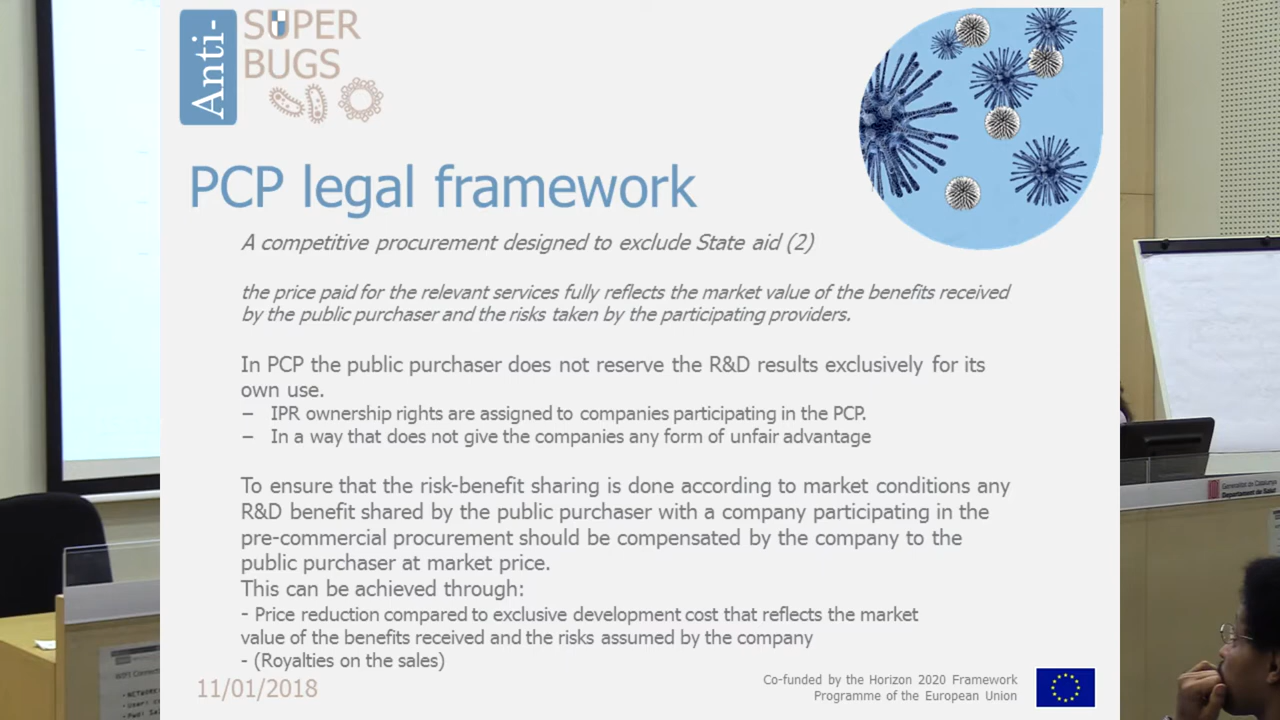 Anti-
SUPER
BUGS
PCP legal framework
A competitive procurement designed to exclude State aid (2)
the price paid for the relevant services fully reflects the market value of the benefits received
by the public purchaser and the risks taken by the participating providers.
In PCP the public purchaser does not reserve the R&D results exclusively for its
own use.
– IPR ownership rights are assigned to companies participating in the PCP.
– In a way that does not give the companies any form of unfair advantage
To ensure that the risk-benefit sharing is done according to market conditions any
R&D benefit shared by the public purchaser with a company participating in the
pre-commercial procurement should be compensated by the company to the
public purchaser at market price.
This can be achieved through:
- Price reduction compared to exclusive development cost that reflects the market
value of the benefits received and the risks assumed by the company
- (Royalties on the sales)
11/01/2018
Co-funded by the Horizon 2020 Framework
Programme of the European Union
Generalitat de Catalunya
Departament de Salut